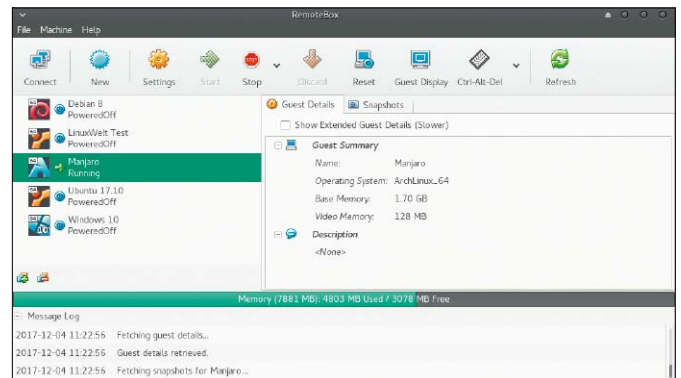 RemoteBox
File Machine Help
Connect New Settings Start Stop Discard Reset Guest Display Ctrl-Alt-Del Refresh
Debian 8
PoweredOff
LinuxWelt Test
PoweredOff
Manjaro
Running
Ubuntu 17.10
PoweredOff
Windows 10
PoweredOff
Guest Details Snapshots
Show Extended Guest Details (Slower)
Guest Summary
Name: Manjaro
Operating System: ArchLinux_64
Base Memory: 1.70 GB
Video Memory: 128 MB
Description
<None>
Memory (7881 MB): 4803 MB Used / 3078 MB Free
Message Log
2017-12-04 11:22:56 Fetching guest details...
2017-12-04 11:22:56 Guest details retrieved.
2017-12-04 11:22:56 Fetching snapshots for Manjaro...